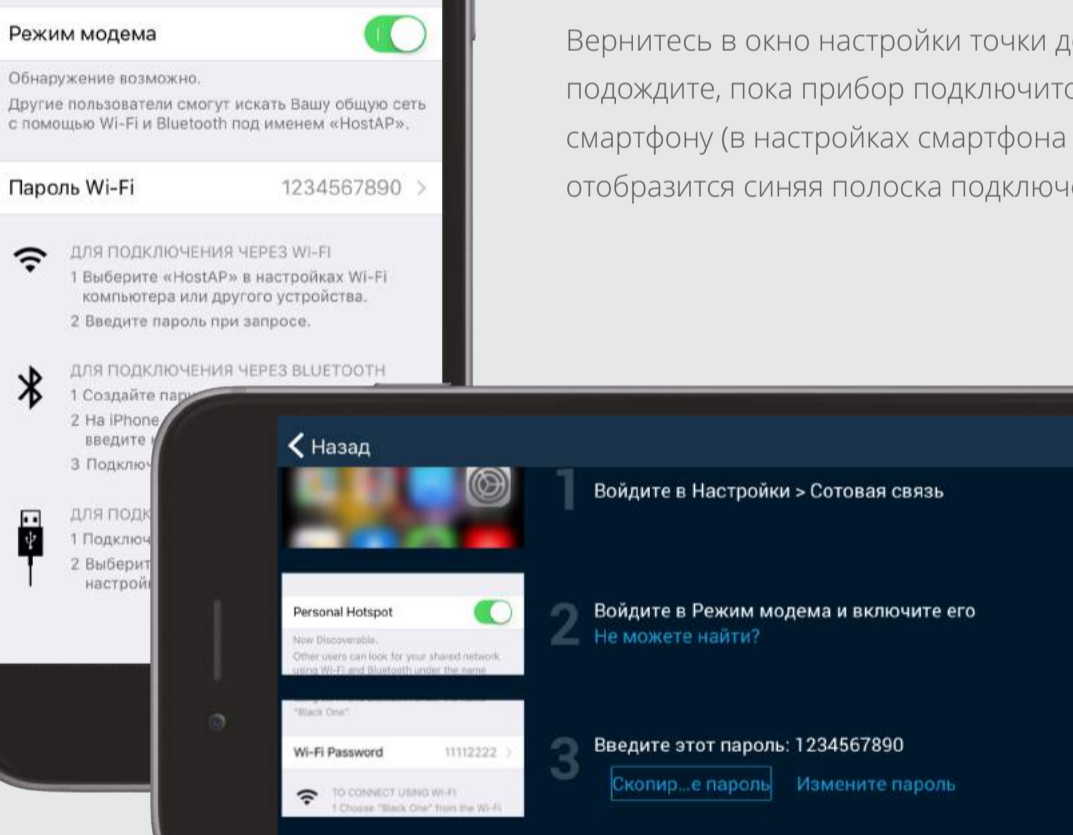 Режим модема
Обнаружение возможно.
Другие пользователи смогут искать Вашу общую сеть
с помощью Wi-Fi и Bluetooth под именем «HostAP».
Пароль Wi-Fi 1234567890 >
ДЛЯ ПОДКЛЮЧЕНИЯ ЧЕРЕЗ WI-FI
1 Выберите «HostAP» в настройках Wi-Fi
компьютера или другого устройства.
2 Введите пароль при запросе.
ДЛЯ ПОДКЛЮЧЕНИЯ ЧЕРЕЗ BLUETOOTH
1 Создайте
2 На iPhone
введите
3
ДЛЯ
1
2
Вернитесь в окно настройки точки
подождите, пока прибор
смартфону (в настройках смартфона
отобразится синяя полоска
Назад
1 Войдите в Настройки > Сотовая связь
Personal Hotspot
Now Discoverable.
Other users can look for your shared network
using Wi-Fi and Bluetooth under the name
2 Войдите в Режим модема и включите его
Не можете найти?
"Black One".
Wi-Fi Password 11112222 >
TO CONNECT USING WI-FI
1 Choose "Black One" from the Wi-Fi
3 Введите этот пароль: 1234567890
Скопир...е пароль Измените пароль